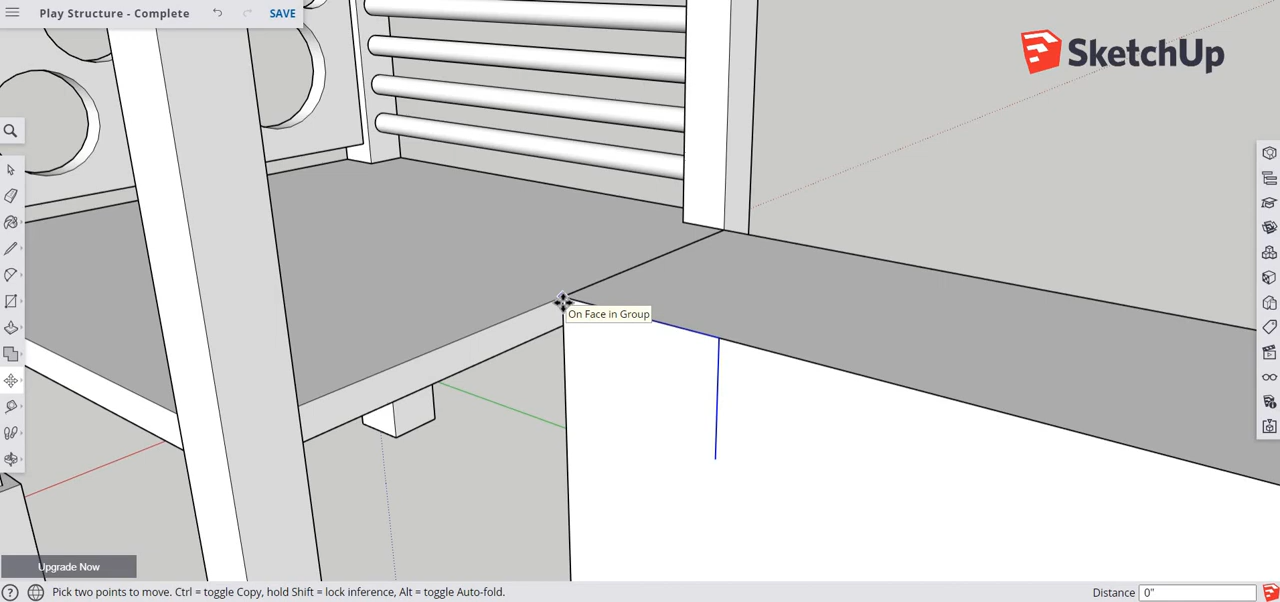 Play Structure - Complete
SAVE
SketchUp
On Face in Group
Upgrade Now
Pick two points to move. Ctrl = toggle Copy, hold Shift = lock inference, Alt = toggle Auto-fold.
Distance 0"